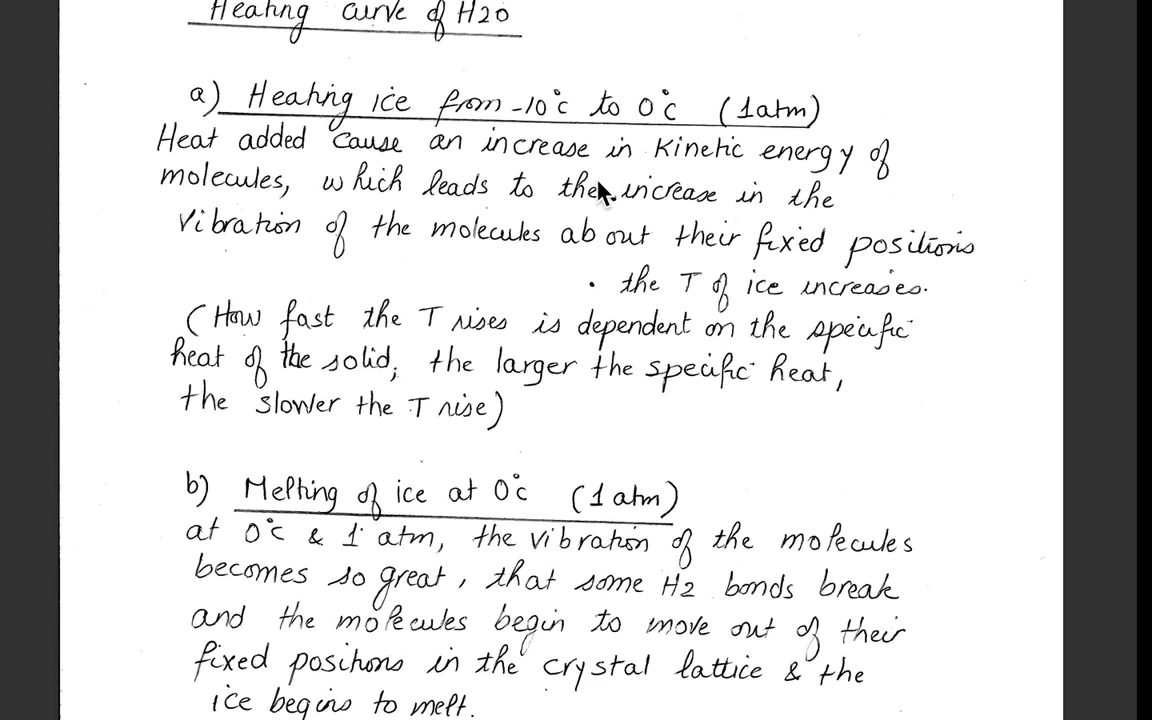 Heating curve of H2O
a) Heating ice from -10°c to 0°c (1atm)
Heat added cause an increase in Kinetic energy of
molecules, which leads to the increase in the
vibration of the molecules about their fixed positions
. the T of ice increases.
(How fast the T rises is dependent on the specific
heat of the solid, the larger the specific heat,
the slower the T rise)
b) Melting of ice at 0°c (1 atm)
at 0°c & 1 atm, the vibration of the molecules
becomes so great, that some H2 bonds break
and the molecules begin to move out of their
fixed positions in the crystal lattice & the
ice begins to melt.